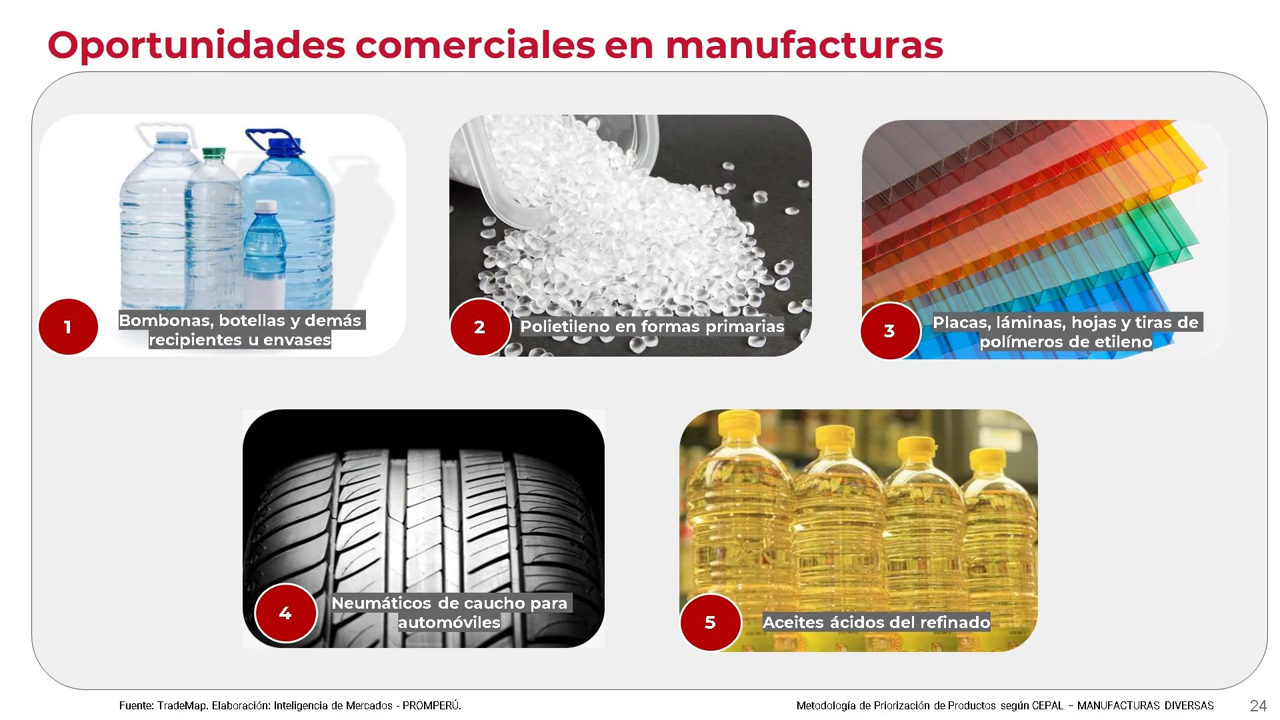 Oportunidades comerciales en manufacturas
1
Bombonas, botellas y demás
recipientes u envases
2
Polietileno en formas primarias
3
Placas, láminas, hojas y tiras de
polímeros de etileno
4
Neumáticos de caucho para
automóviles
5
Aceites ácidos del refinado
Fuente: TradeMap. Elaboración: Inteligencia de Mercados - PROMPERÚ.
Metodología de Priorización de Productos según CEPAL – MANUFACTURAS DIVERSAS
24